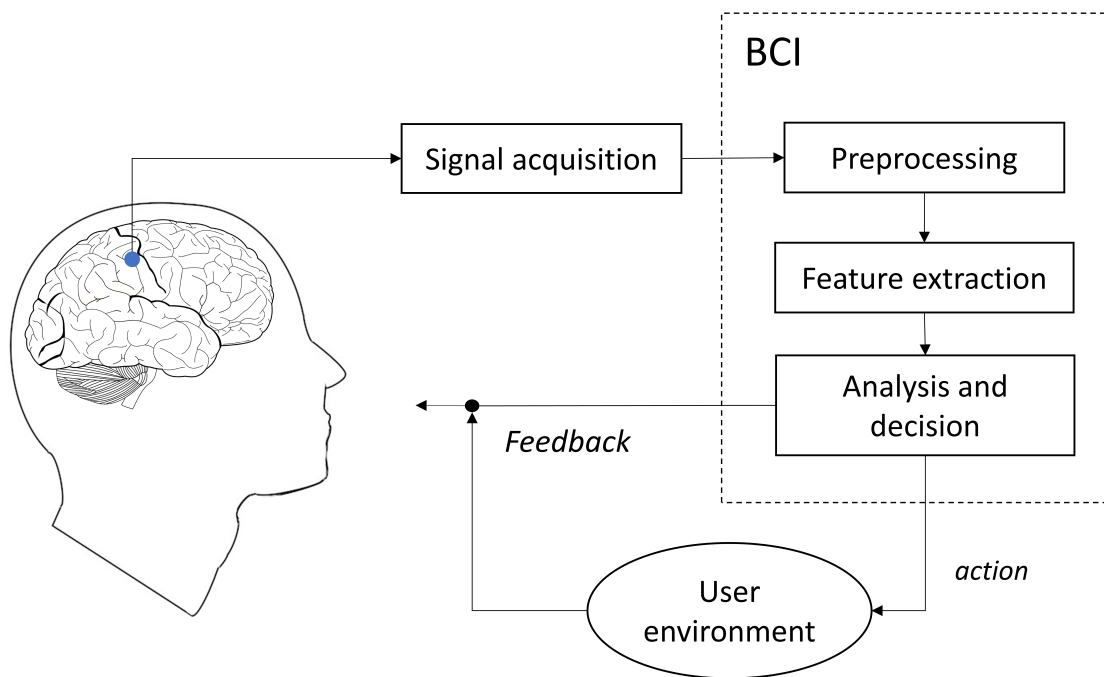 BCI
Signal acquisition
Preprocessing
Feature extraction
Analysis and
decision
Feedback
action
User
environment